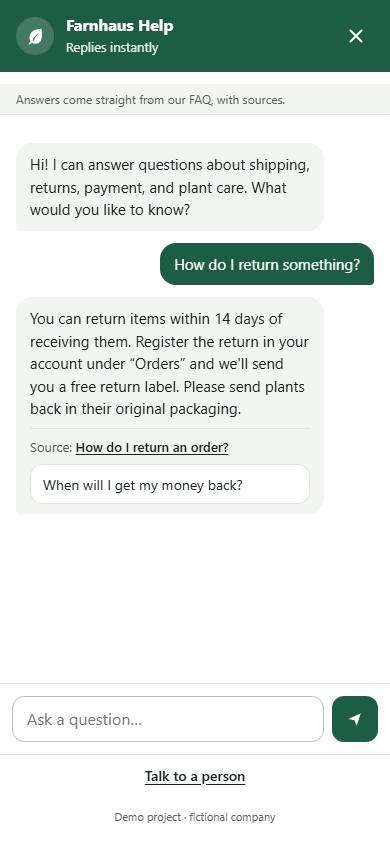 Farnhaus Help
Replies instantly
Answers come straight from our FAQ, with sources.
Hi! I can answer questions about shipping,
returns, payment, and plant care. What
would you like to know?
How do I return something?
You can return items within 14 days of
receiving them. Register the return in your
account under “Orders” and we'll send
you a free return label. Please send plants
back in their original packaging.
Source: How do I return an order?
When will I get my money back?
Ask a question...
Talk to a person
Demo project · fictional company